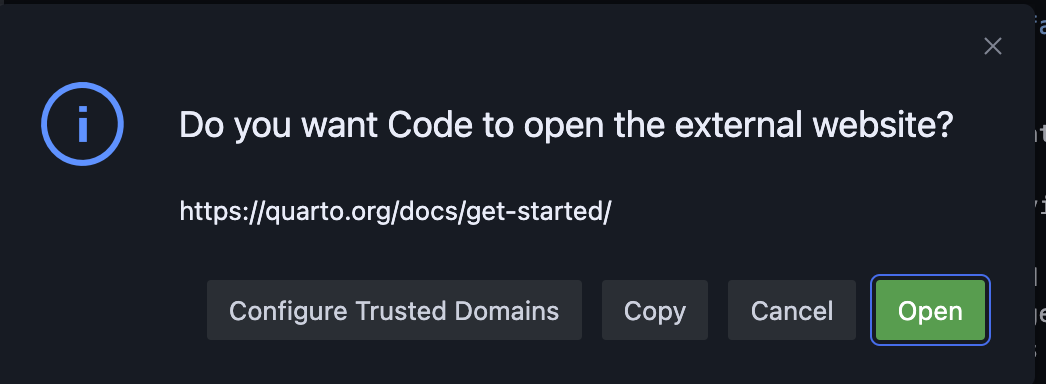 Do you want Code to open the external website?
https://quarto.org/docs/get-started/
Configure Trusted Domains Copy Cancel Open